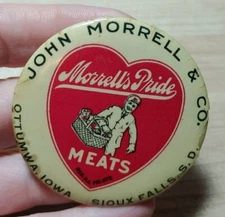 JOHN MORRELL & CO.
Morrell's Pride
MEATS
OTTUMWA, IOWA
SIOUX FALLS, S.D.